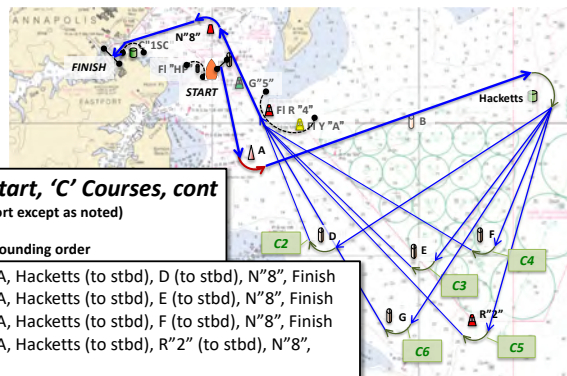 ANNAPOLIS
N"8"
C"1SC
FINISH
Fl "HP
START
G"5"
Fl R "4"
Fl Y "A"
A
B
Hacketts
EASTPORT
tart, ‘C’ Courses, cont
ort except as noted)
ounding order
A, Hacketts (to stbd), D (to stbd), N”8”, Finish
A, Hacketts (to stbd), E (to stbd), N”8”, Finish
A, Hacketts (to stbd), F (to stbd), N”8”, Finish
A, Hacketts (to stbd), R”2” (to stbd), N”8”,
C2
D
E
F
C4
C3
G
R"2"
C6
C5